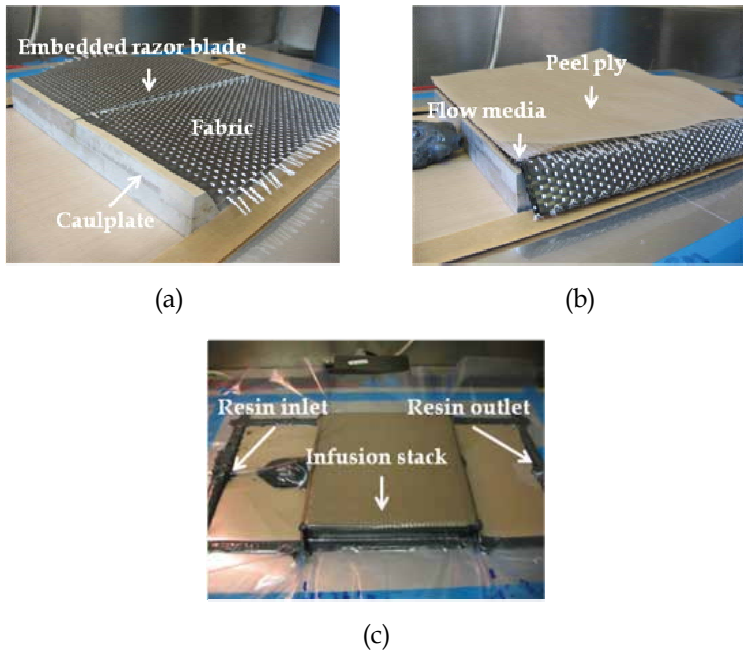 Embedded razor blade
Fabric
Caulplate
(a)
Peel ply
Flow media
(b)
Resin inlet
Resin outlet
Infusion stack
(c)